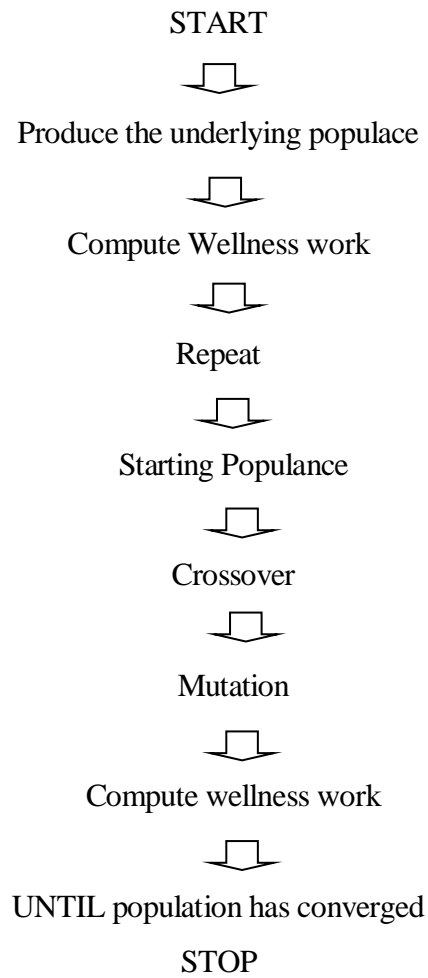 START
Produce the underlying populace
Compute Wellness work
Repeat
Starting Populance
Crossover
Mutation
Compute wellness work
UNTIL population has converged
STOP